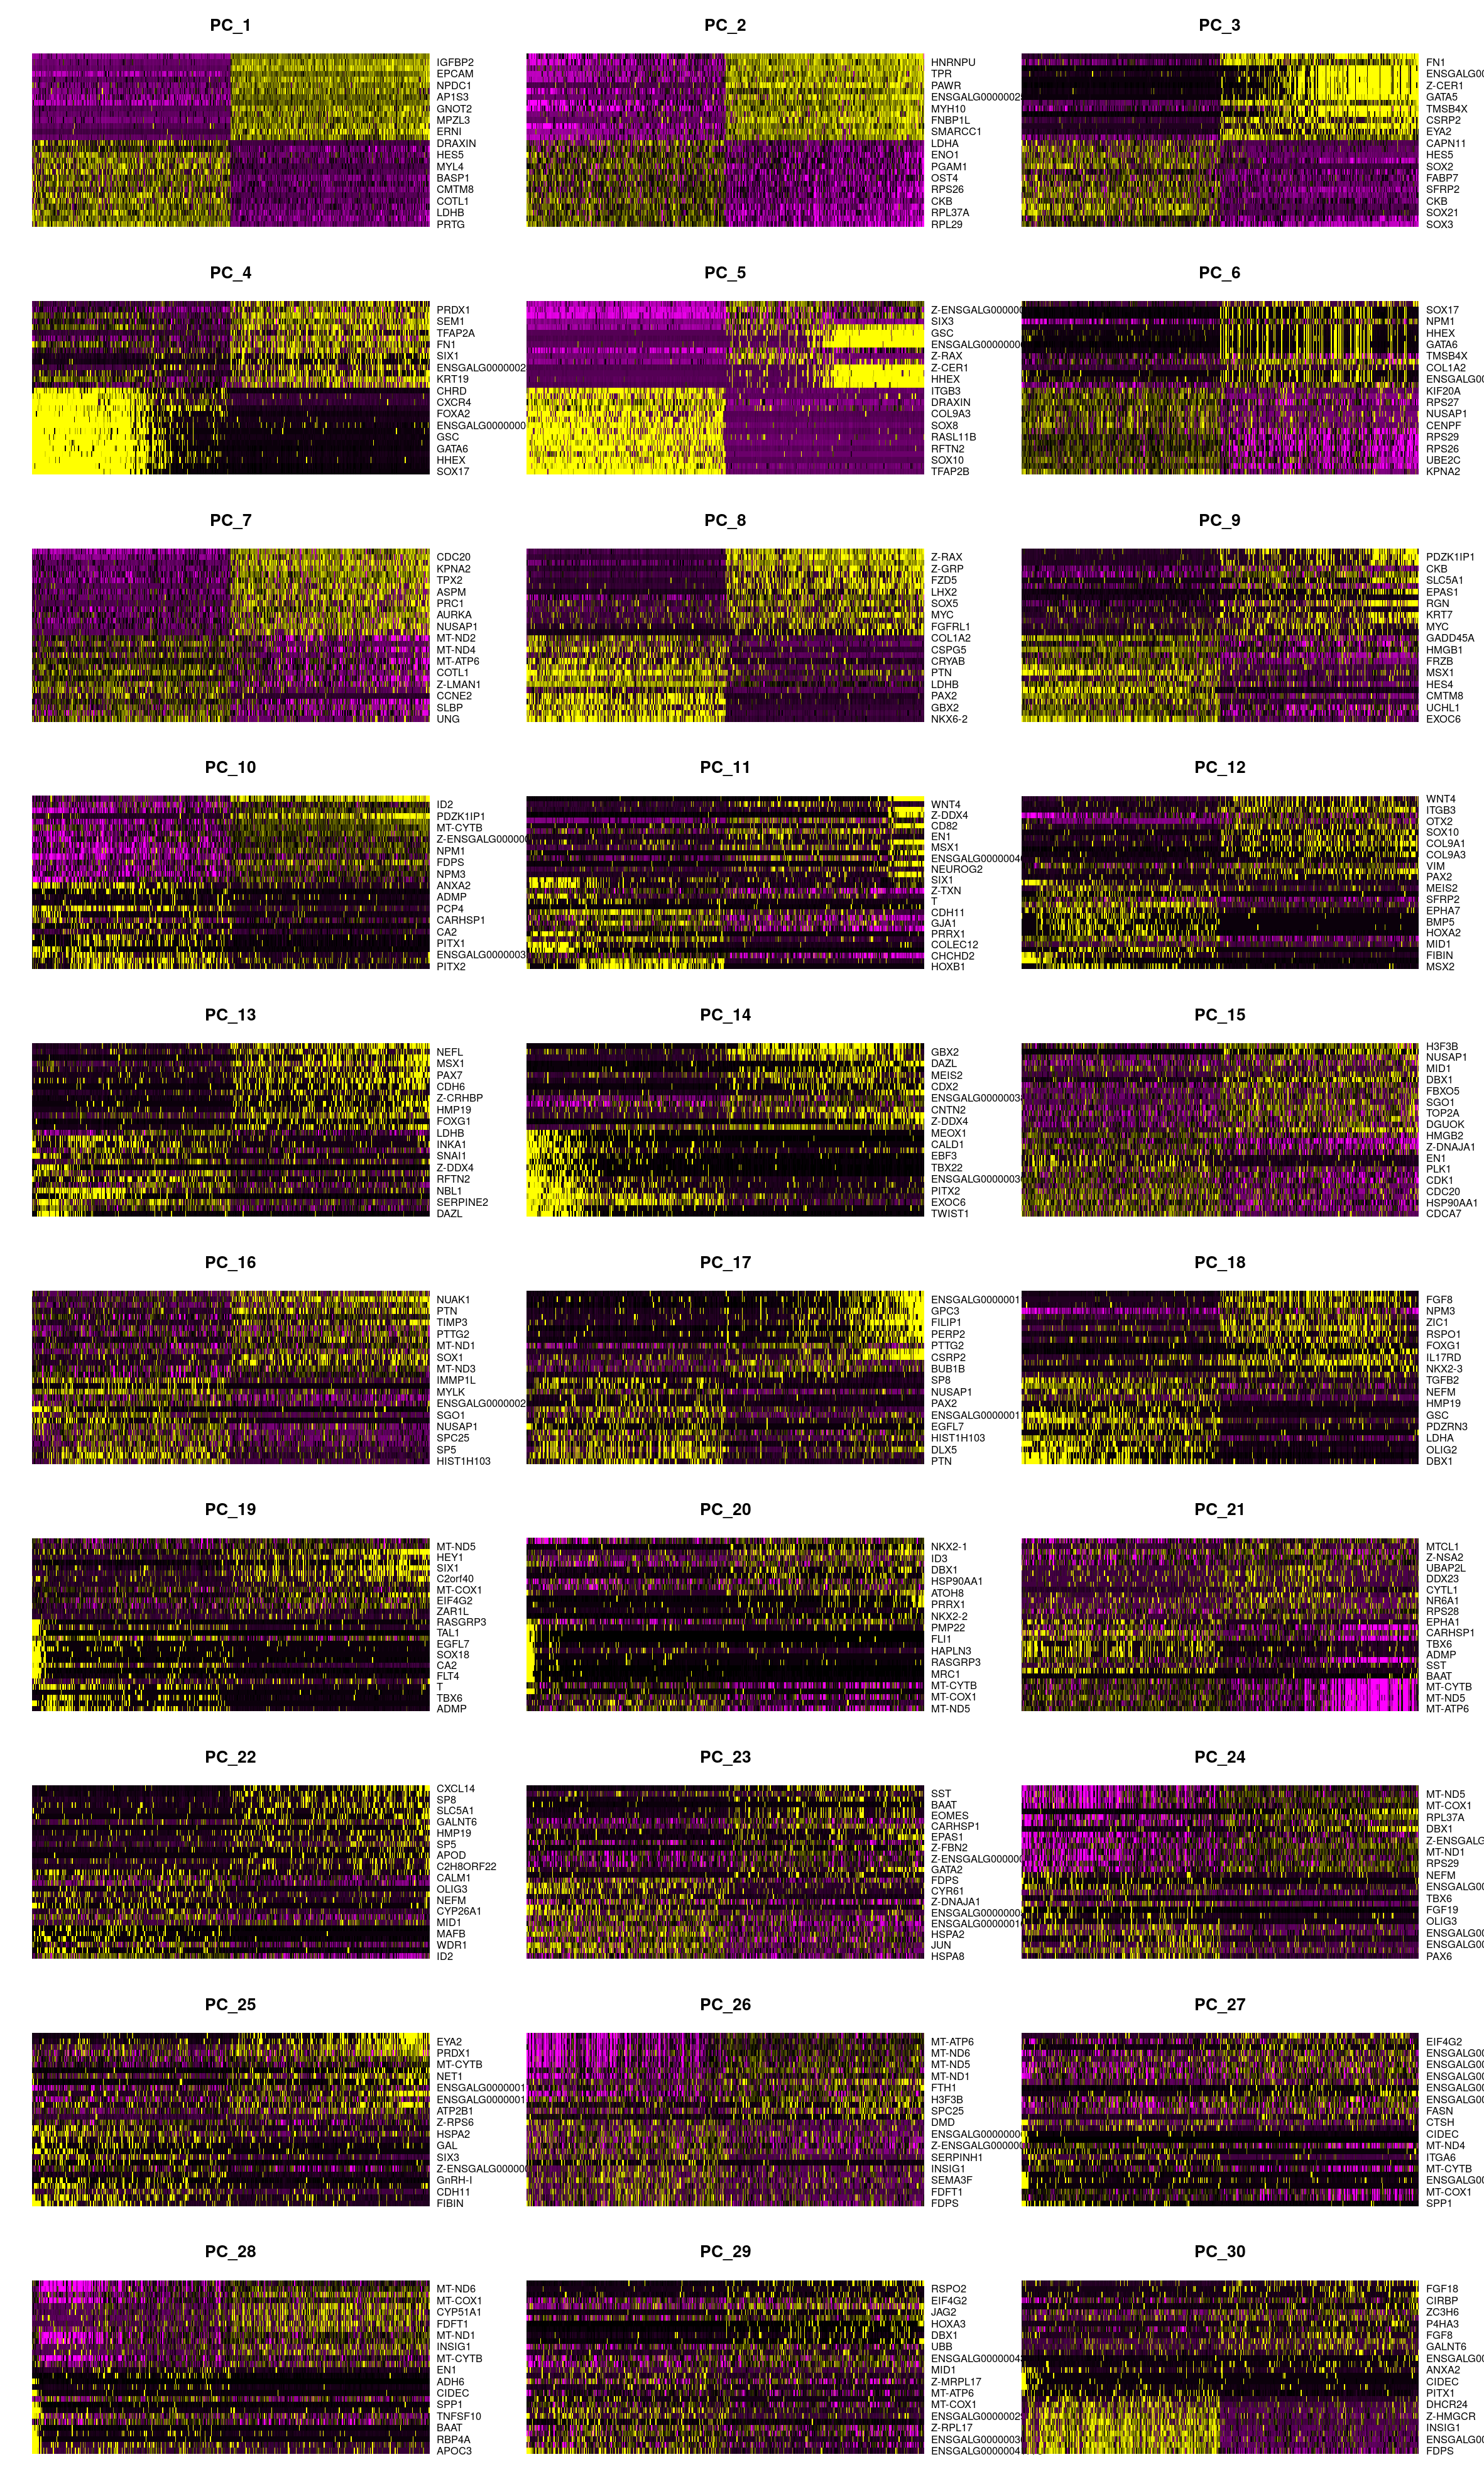 PC_1
IGFBP2
EPCAM
NPDC1
AP1S3
GNOT2
MPZL3
ERNI
DRAXIN
HES5
MYL4
BASP1
CMTM8
COTL1
LDHB
PRTG
PC_2
HNRNPU
TPR
PAWR
ENSGALG0000002
MYH10
FNBP1L
SMARCC1
LDHA
ENO1
PGAM1
OST4
RPS26
CKB
RPL37A
RPL29
PC_3
FN1
ENSGALG00
Z-CER1
GATA5
TMSB4X
CSRP2
EYA2
CAPN11
HES5
SOX2
FABP7
SFRP2
CKB
SOX21
SOX3
PC_4
PRDX1
SEM1
TFAP2A
FN1
SIX1
ENSGALG0000002
KRT19
CHRD
CXCR4
FOXA2
ENSGALG0000000
GSC
GATA6
HHEX
SOX17
PC_5
Z-ENSGALG000000
SIX3
GSC
ENSGALG0000000
Z-RAX
Z-CER1
HHEX
ITGB3
DRAXIN
COL9A3
SOX8
RASL11B
RFTN2
SOX10
TFAP2B
PC_6
SOX17
NPM1
HHEX
GATA6
TMSB4X
COL1A2
ENSGALG00
KIF20A
RPS27
NUSAP1
CENPF
RPS29
RPS26
UBE2C
KPNA2
PC_7
CDC20
KPNA2
TPX2
ASPM
PRC1
AURKA
NUSAP1
MT-ND2
MT-ND4
MT-ATP6
COTL1
Z-LMAN1
CCNE2
SLBP
UNG
PC_8
Z-RAX
Z-GRP
FZD5
LHX2
SOX5
MYC
FGFRL1
COL1A2
CSPG5
CRYAB
PTN
LDHB
PAX2
GBX2
NKX6-2
PC_9
PDZK1IP1
CKB
SLC5A1
EPAS1
RGN
KRT7
MYC
GADD45A
HMGB1
FRZB
MSX1
HES4
CMTM8
UCHL1
EXOC6
PC_10
ID2
PDZK1IP1
MT-CYTB
Z-ENSGALG000000
NPM1
FDPS
NPM3
ANXA2
ADMP
PCP4
CARHSP1
CA2
PITX1
ENSGALG0000003
PITX2
PC_11
WNT4
Z-DDX4
CD82
EN1
MSX1
ENSGALG0000004
NEUROG2
SIX1
Z-TXN
T
CDH11
GJA1
PRRX1
COLEC12
CHCHD2
HOXB1
PC_12
WNT4
ITGB3
OTX2
SOX10
COL9A1
COL9A3
VIM
PAX2
MEIS2
SFRP2
EPHA7
BMP5
HOXA2
MID1
FIBIN
MSX2
PC_13
NEFL
MSX1
PAX7
CDH6
Z-CRHBP
HMP19
FOXG1
LDHB
INKA1
SNAI1
Z-DDX4
RFTN2
NBL1
SERPINE2
DAZL
PC_14
GBX2
DAZL
MEIS2
CDX2
ENSGALG0000003
CNTN2
Z-DDX4
MEOX1
CALD1
EBF3
TBX22
ENSGALG0000003
PITX2
EXOC6
TWIST1
PC_15
H3F3B
NUSAP1
MID1
DBX1
FBXO5
SGO1
TOP2A
DGUOK
HMGB2
Z-DNAJA1
EN1
PLK1
CDK1
CDC20
HSP90AA1
CDCA7
PC_16
NUAK1
PTN
TIMP3
PTTG2
MT-ND1
SOX1
MT-ND3
IMMP1L
MYLK
ENSGALG0000002
SGO1
NUSAP1
SPC25
SP5
HIST1H103
PC_17
ENSGALG0000001
GPC3
FILIP1
PERP2
PTTG2
CSRP2
BUB1B
SP8
NUSAP1
PAX2
ENSGALG0000001
EGFL7
HIST1H103
DLX5
PTN
PC_18
FGF8
NPM3
ZIC1
RSPO1
FOXG1
IL17RD
NKX2-3
TGFB2
NEFM
HMP19
GSC
PDZRN3
LDHA
OLIG2
DBX1
PC_19
MT-ND5
HEY1
SIX1
C2orf40
MT-COX1
EIF4G2
ZAR1L
RASGRP3
TAL1
EGFL7
SOX18
CA2
FLT4
T
TBX6
ADMP
PC_20
NKX2-1
ID3
DBX1
HSP90AA1
ATOH8
PRRX1
NKX2-2
PMP22
FLI1
HAPLN3
RASGRP3
MRC1
MT-CYTB
MT-COX1
MT-ND5
PC_21
MTCL1
Z-NSA2
UBAP2L
DDX23
CYTL1
NR6A1
RPS28
EPHA1
CARHSP1
TBX6
ADMP
SST
BAAT
MT-CYTB
MT-ND5
MT-ATP6
PC_22
CXCL14
SP8
SLC5A1
GALNT6
HMP19
SP5
APOD
C2H8ORF22
CALM1
OLIG3
NEFM
CYP26A1
MID1
MAFB
WDR1
ID2
PC_23
SST
BAAT
EOMES
CARHSP1
EPAS1
Z-FBN2
Z-ENSGALG000000
GATA2
FDPS
CYR61
Z-DNAJA1
ENSGALG0000000
ENSGALG0000001
HSPA2
JUN
HSPA8
PC_24
MT-ND5
MT-COX1
RPL37A
DBX1
Z-ENSGALG
MT-ND1
RPS29
NEFM
ENSGALG00
TBX6
FGF19
OLIG3
ENSGALG00
ENSGALG00
PAX6
PC_25
EYA2
PRDX1
MT-CYTB
NET1
ENSGALG0000001
ENSGALG0000001
ATP2B1
Z-RPS6
HSPA2
GAL
SIX3
Z-ENSGALG000000
GnRH-I
CDH11
FIBIN
PC_26
MT-ATP6
MT-ND6
MT-ND5
MT-ND1
FTH1
H3F3B
SPC25
DMD
ENSGALG0000000
Z-ENSGALG000000
SERPINH1
INSIG1
SEMA3F
FDFT1
FDPS
PC_27
EIF4G2
ENSGALG00
ENSGALG00
ENSGALG00
ENSGALG00
ENSGALG00
FASN
CTSH
CIDEC
MT-ND4
ITGA6
MT-CYTB
ENSGALG00
MT-COX1
SPP1
PC_28
MT-ND6
MT-COX1
CYP51A1
FDFT1
MT-ND1
INSIG1
MT-CYTB
EN1
ADH6
CIDEC
SPP1
TNFSF10
BAAT
RBP4A
APOC3
PC_29
RSPO2
EIF4G2
JAG2
HOXA3
DBX1
UBB
ENSGALG0000004
MID1
Z-MRPL17
MT-ATP6
MT-COX1
ENSGALG0000002
Z-RPL17
ENSGALG0000003
ENSGALG0000004
PC_30
FGF18
CIRBP
ZC3H6
P4HA3
FGF8
GALNT6
ENSGALG00
ANXA2
CIDEC
PITX1
DHCR24
Z-HMGCR
INSIG1
ENSGALG00
FDPS